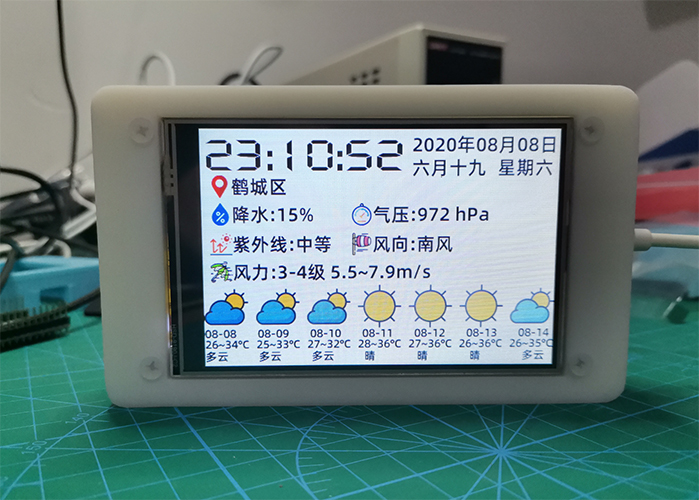 23:10:52 2020年08月08日
六月十九 星期六
鹤城区
降水:15% 气压:972 hPa
紫外线:中等 风向:南风
风力:3-4级 5.5~7.9m/s
08-08 08-09 08-10 08-11 08-12 08-13 08-14
26~34°C 25~33°C 27~32°C 28~36°C 27~36°C 26~36°C 26~35°C
多云 多云 多云 晴 晴 晴 多云